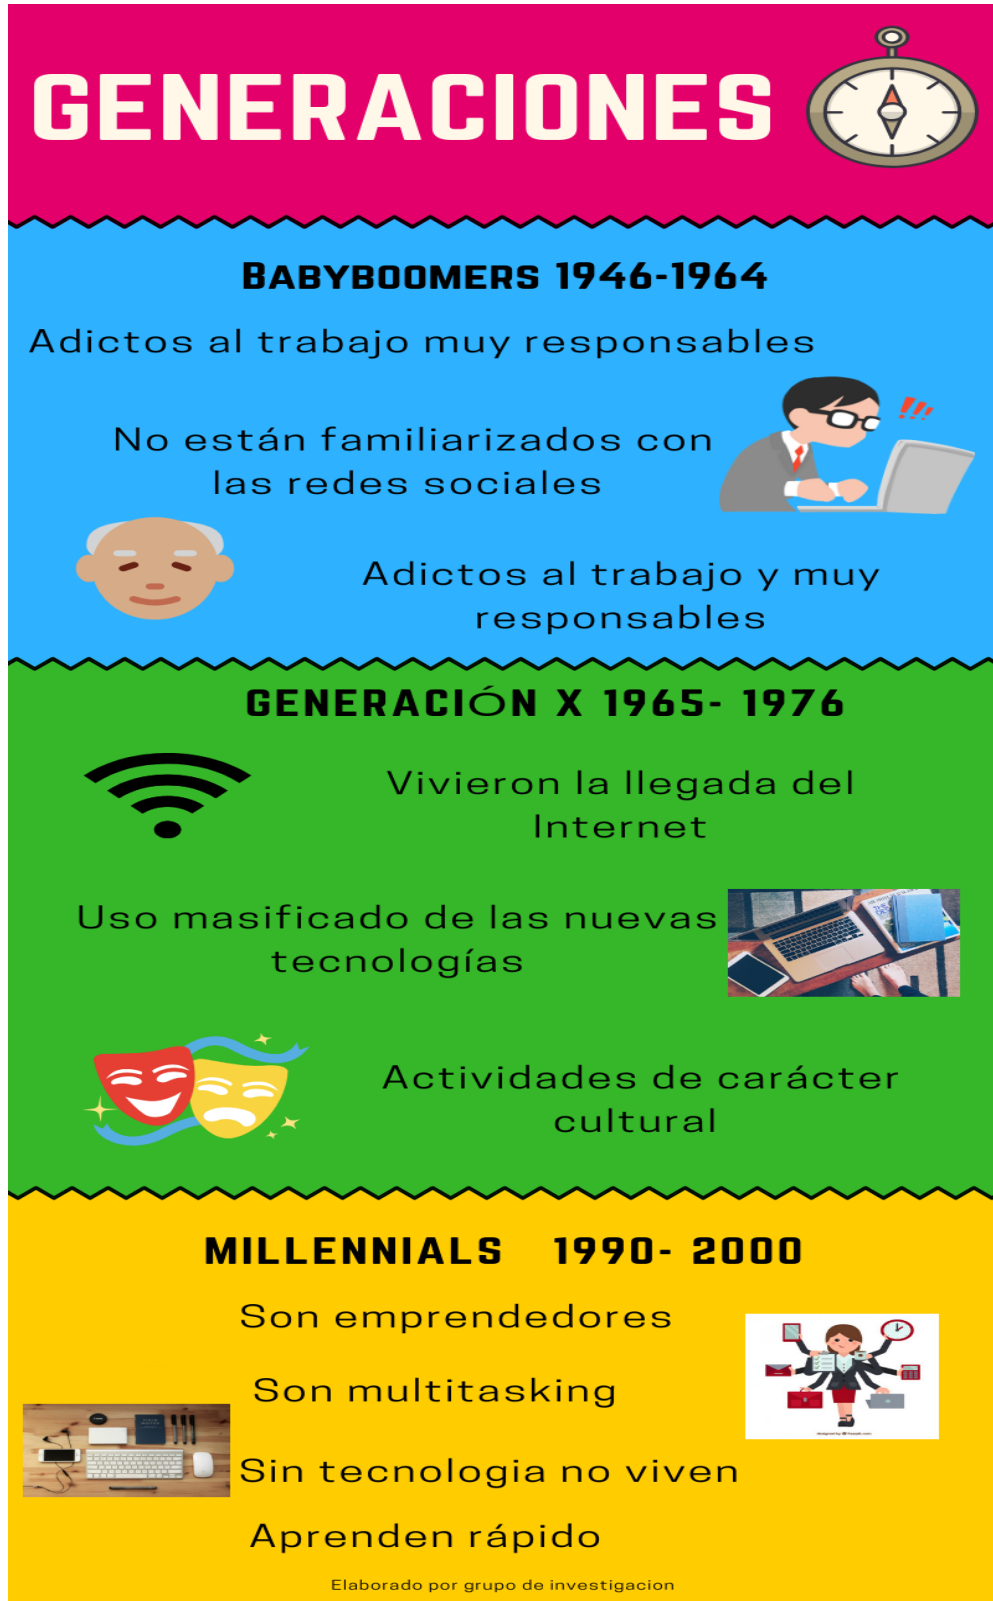 GENERACIONES
BABYBOOMERS 1946-1964
Adictos al trabajo muy responsables
No están familiarizados con
las redes sociales
Adictos al trabajo y muy
responsables
GENERACIÓN X 1965- 1976
Vivieron la llegada del
Internet
Uso masificado de las nuevas
tecnologías
Actividades de carácter
cultural
MILLENNIALS 1990- 2000
Son emprendedores
Son multitasking
Sin tecnologia no viven
Aprenden rápido
Elaborado por grupo de investigacion